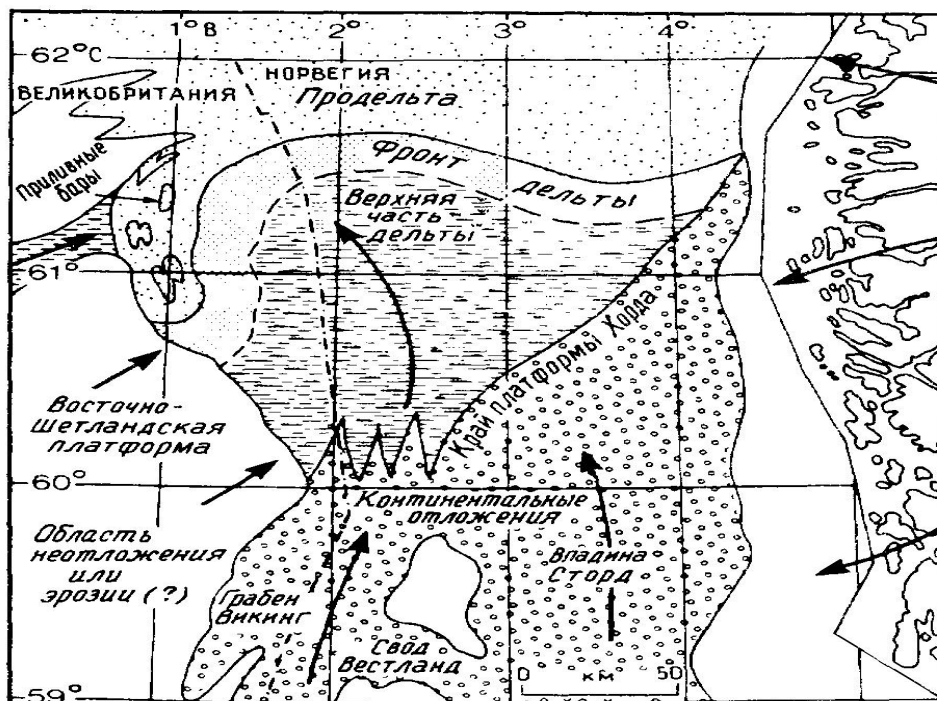 1° В
2°
3°
4°
62°С
НОРВЕГИЯ
ВЕЛИКОБРИТАНИЯ
Продельта
Приливные
бары
Фронт
дельты
Верхняя
часть
дельты
61°
Край платформы Хорда
Восточно-
Шетландская
платформа
60°
Континентальные
отложения
Область
неотложения
или
эрозии (?)
Впадина
Сторд
Грабен
Викинг
Свод
Вестланд
0 км 50
59°